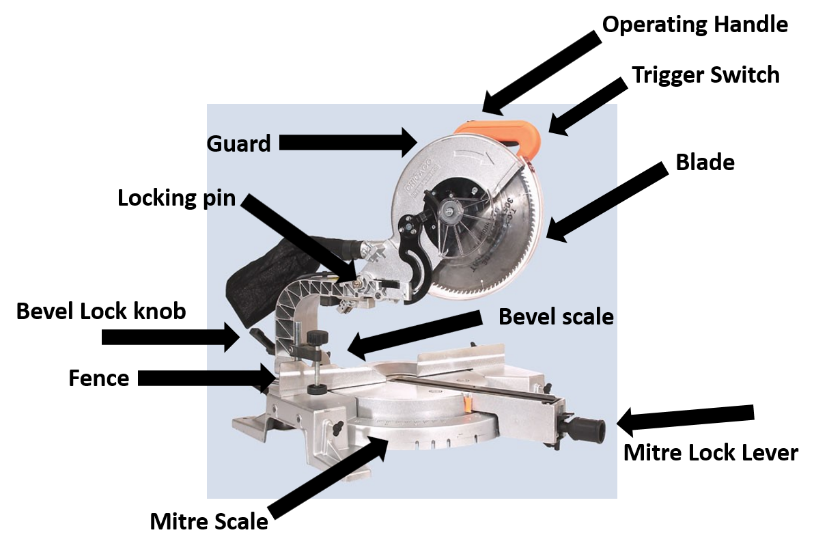 Operating Handle
Trigger Switch
Guard
Blade
Locking pin
Bevel Lock knob
Bevel scale
Fence
Mitre Lock Lever
Mitre Scale